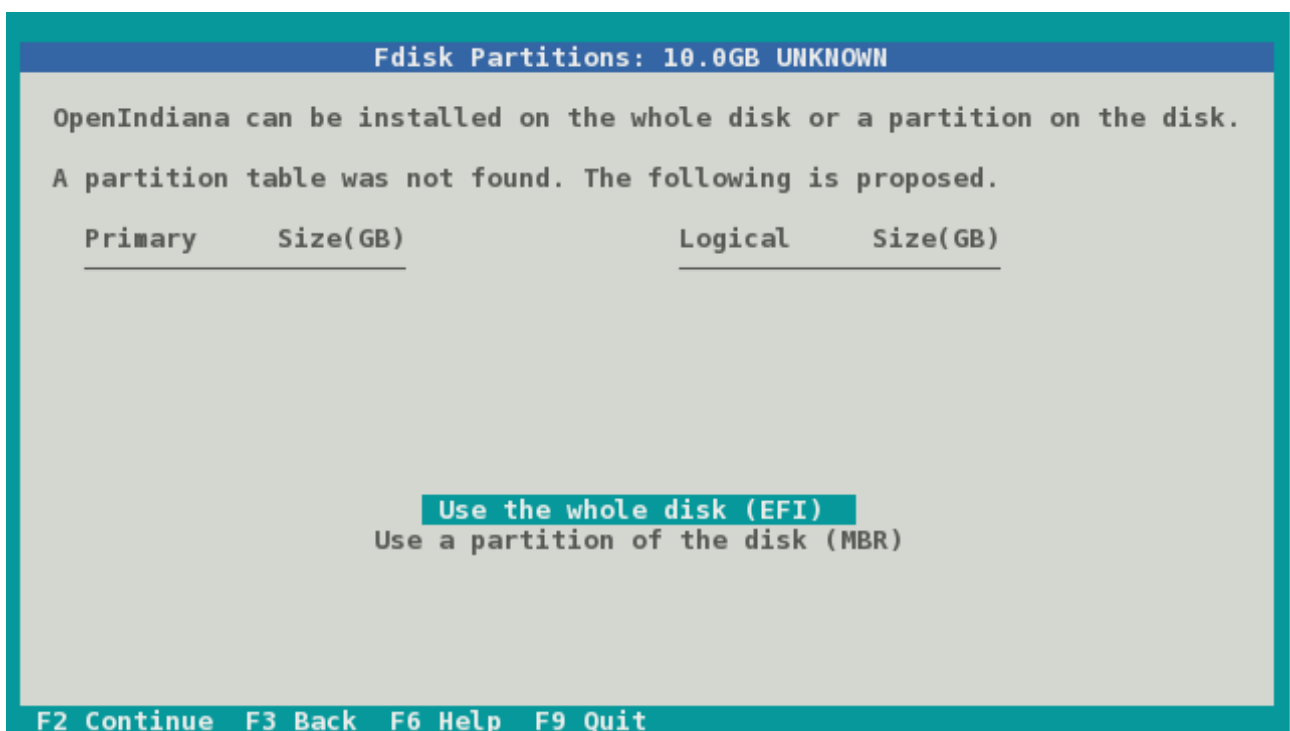 Fdisk Partitions: 10.0GB UNKNOWN
OpenIndiana can be installed on the whole disk or a partition on the disk.
A partition table was not found. The following is proposed.
Primary Size(GB) Logical Size(GB)
Use the whole disk (EFI)
Use a partition of the disk (MBR)
F2 Continue F3 Back F6 Help F9 Quit